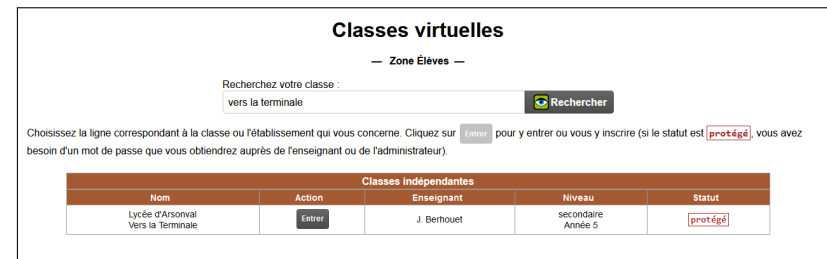 Classes virtuelles
— Zone Élèves —
Recherchez votre classe :
vers la terminale
Rechercher
Choisissez la ligne correspondant à la classe ou l'établissement qui vous concerne. Cliquez sur Entrer pour y entrer ou vous y inscrire (si le statut est protégé, vous avez
besoin d'un mot de passe que vous obtiendrez auprès de l'enseignant ou de l'administrateur).
Classes indépendantes
Nom Action Enseignant Niveau Statut
Lycée d'Arsonval
Vers la Terminale
Entrer
J. Berhouet
secondaire
Année 5
protégé